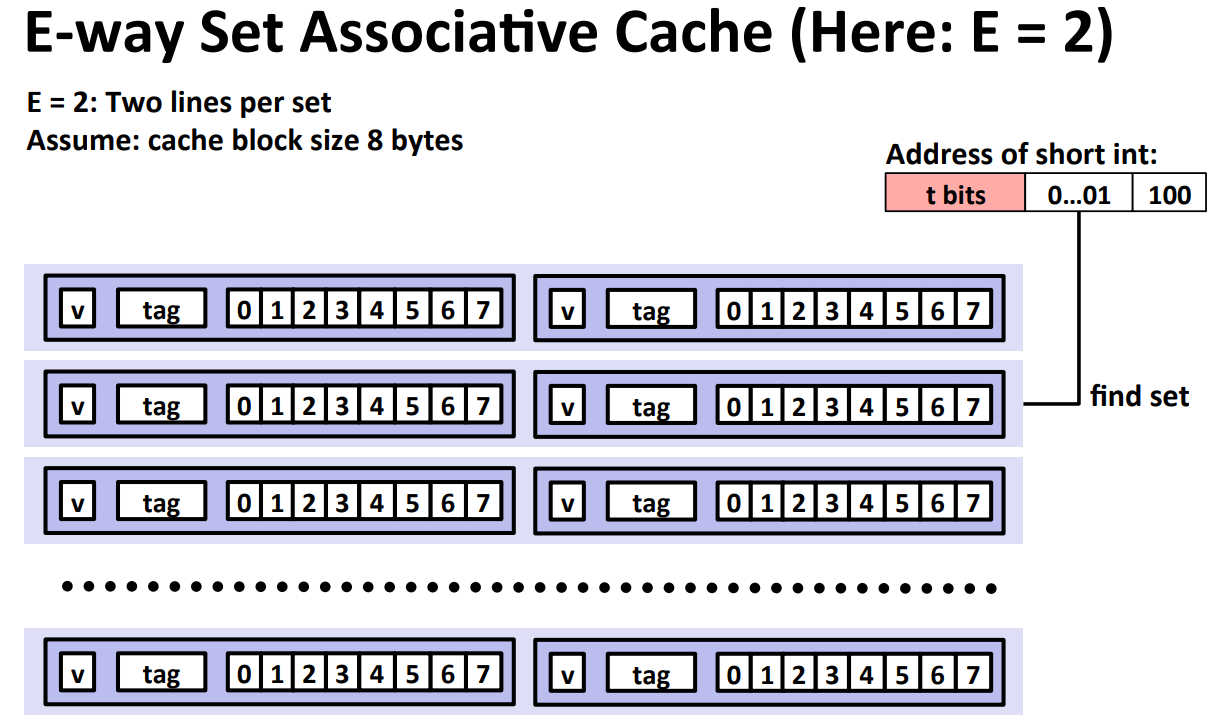 E-way Set Associative Cache (Here: E = 2)
E = 2: Two lines per set
Assume: cache block size 8 bytes
Address of short int:
t bits 0...01 100
v tag 0 1 2 3 4 5 6 7 v tag 0 1 2 3 4 5 6 7
v tag 0 1 2 3 4 5 6 7 v tag 0 1 2 3 4 5 6 7 find set
v tag 0 1 2 3 4 5 6 7 v tag 0 1 2 3 4 5 6 7
v tag 0 1 2 3 4 5 6 7 v tag 0 1 2 3 4 5 6 7